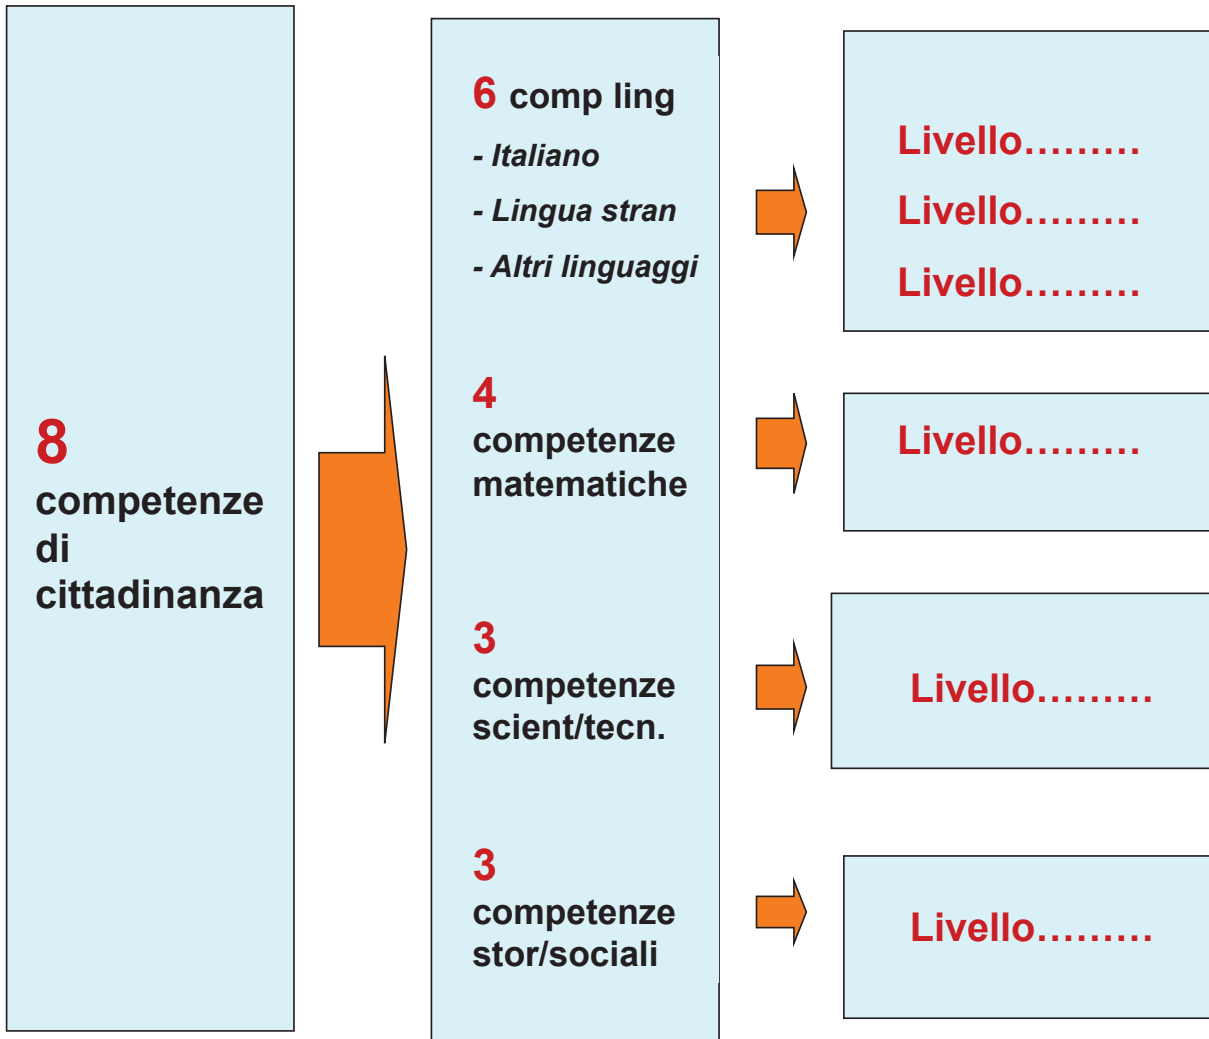 8
competenze
di
cittadinanza
6 comp ling
- Italiano
- Lingua stran
- Altri linguaggi
4
competenze
matematiche
3
competenze
scient/tecn.
3
competenze
stor/sociali
Livello.........
Livello.........
Livello.........
Livello.........
Livello.........
Livello.........